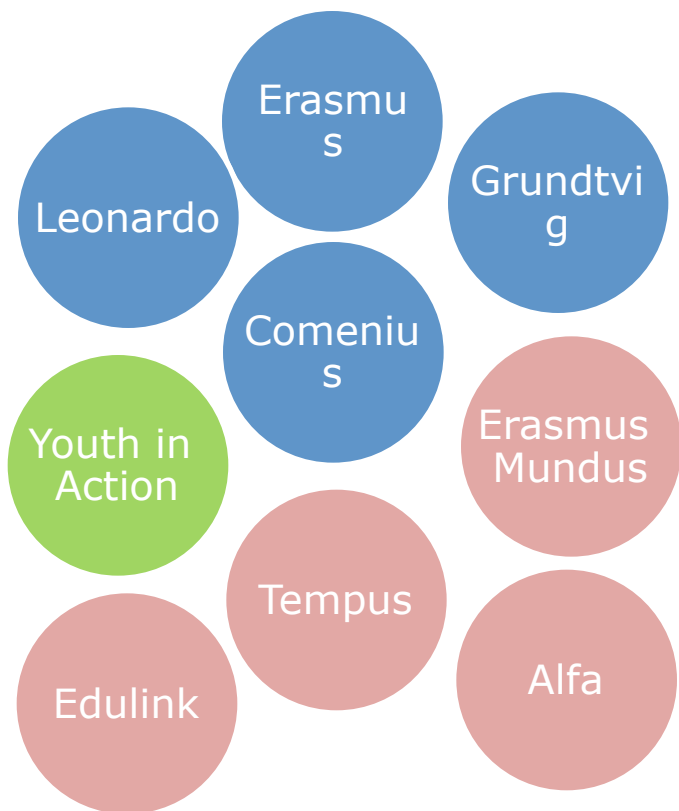 Erasmu
s
Leonardo
Grundtvi
g
Comeniu
s
Youth in
Action
Erasmus
Mundus
Tempus
Edulink
Alfa